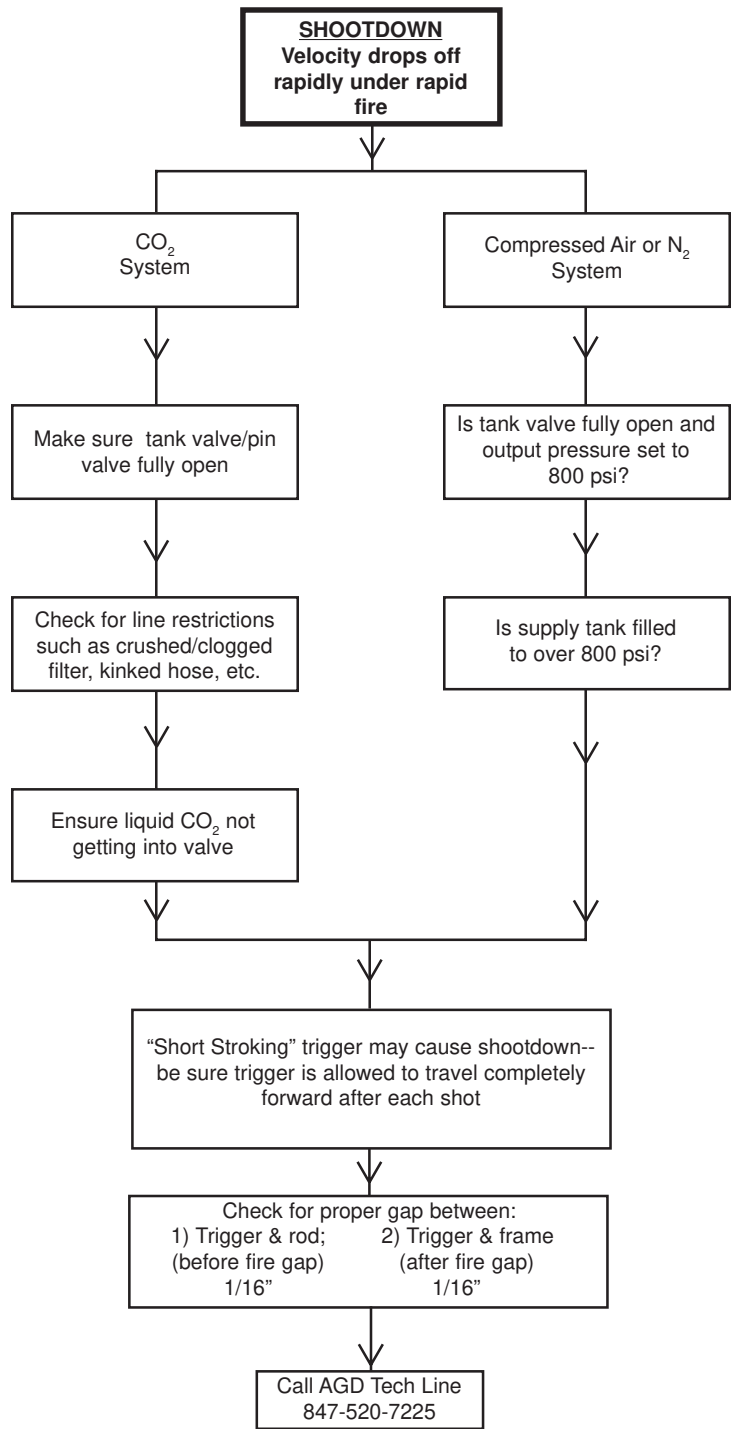 SHOOTDOWN
Velocity drops off
rapidly under rapid
fire
CO₂
System
Make sure tank valve/pin
valve fully open
Check for line restrictions
such as crushed/clogged
filter, kinked hose, etc.
Ensure liquid CO₂ not
getting into valve
Compressed Air or N₂
System
Is tank valve fully open and
output pressure set to
800 psi?
Is supply tank filled
to over 800 psi?
“Short Stroking” trigger may cause shootdown--
be sure trigger is allowed to travel completely
forward after each shot
Check for proper gap between:
1) Trigger & rod;
(before fire gap)
1/16”
2) Trigger & frame
(after fire gap)
1/16”
Call AGD Tech Line
847-520-7225